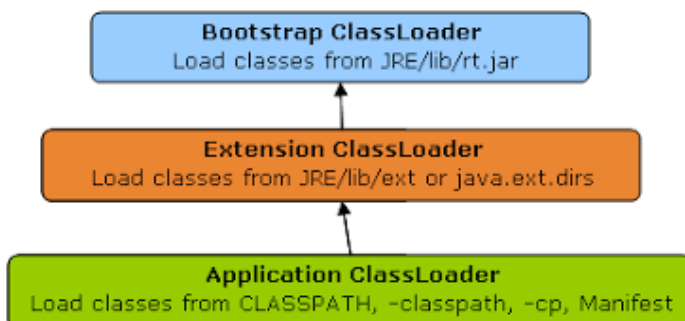 Bootstrap ClassLoader
Load classes from JRE/lib/rt.jar
Extension ClassLoader
Load classes from JRE/lib/ext or java.ext.dirs
Application ClassLoader
Load classes from CLASSPATH, -classpath, -cp, Manifest